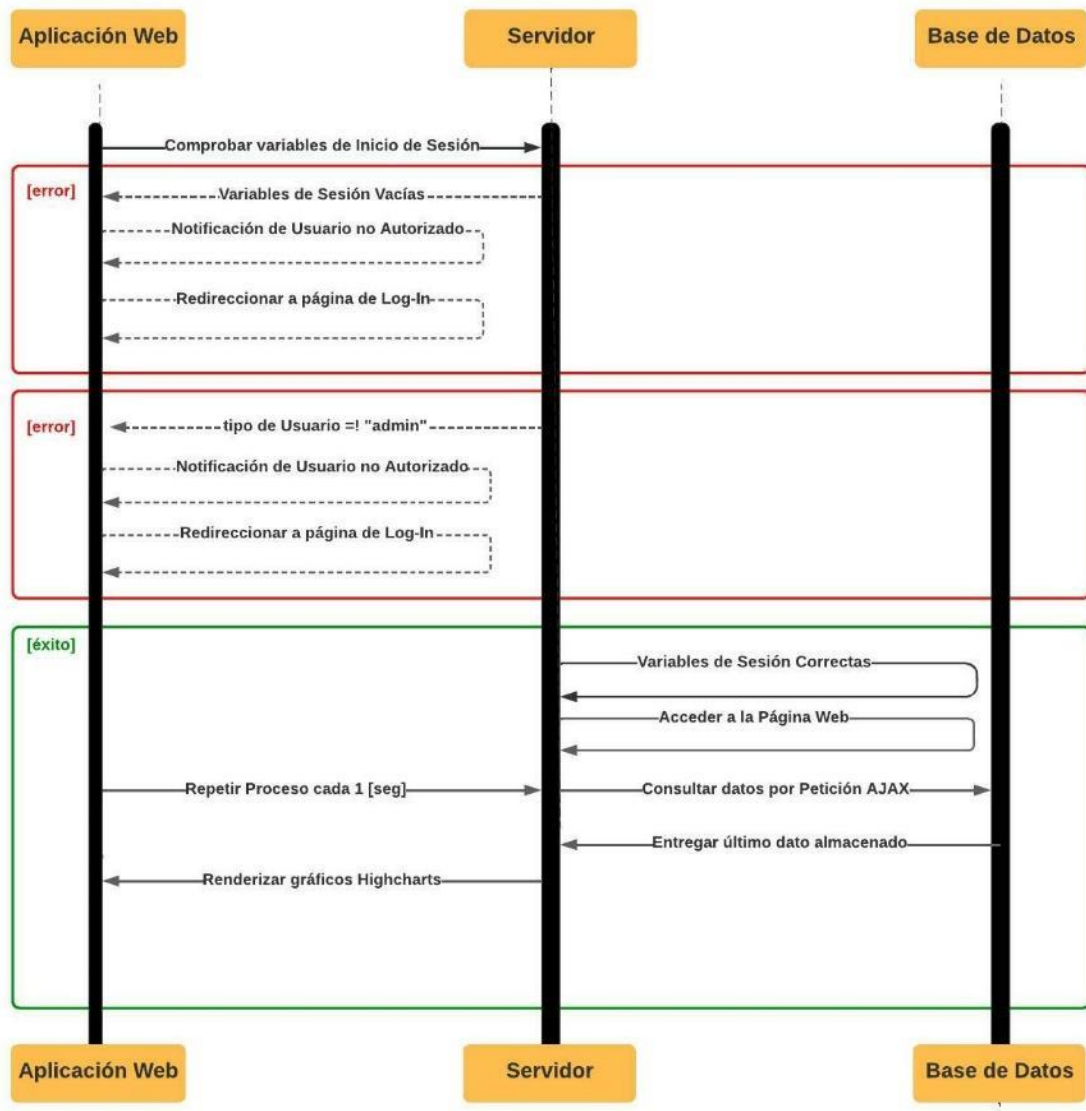 Aplicación Web
Servidor
Base de Datos
Comprobar variables de Inicio de Sesión
[error]
Variables de Sesión Vacías
Notificación de Usuario no Autorizado
Redireccionar a página de Log-In
[error]
tipo de Usuario =! "admin"
Notificación de Usuario no Autorizado
Redireccionar a página de Log-In
[éxito]
Variables de Sesión Correctas
Acceder a la Página Web
Repetir Proceso cada 1 [seg]
Consultar datos por Petición AJAX
Entregar último dato almacenado
Renderizar gráficos Highcharts
Aplicación Web
Servidor
Base de Datos